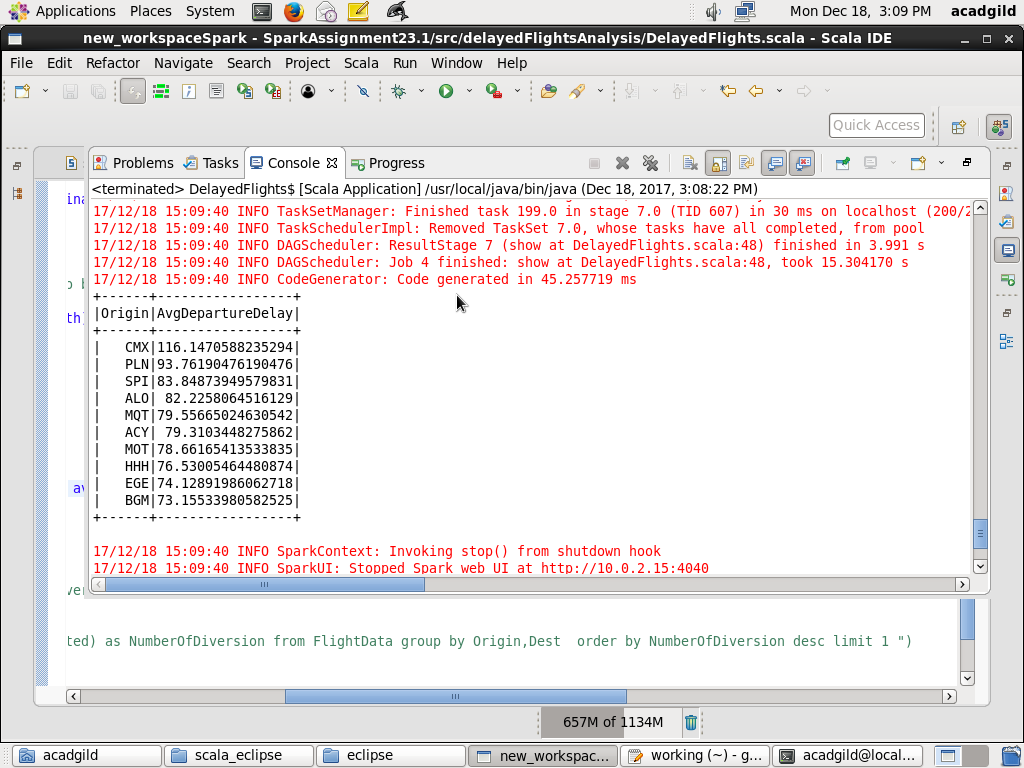 Applications Places System Mon Dec 18, 3:09 PM acadgild
new_workspaceSpark - SparkAssignment23.1/src/delayedFlightsAnalysis/DelayedFlights.scala - Scala IDE
File Edit Refactor Navigate Search Project Scala Run Window Help
Quick Access
Problems Tasks Console Progress
<terminated> DelayedFlights$ [Scala Application] /usr/local/java/bin/java (Dec 18, 2017, 3:08:22 PM)
17/12/18 15:09:40 INFO TaskSetManager: Finished task 199.0 in stage 7.0 (TID 607) in 30 ms on localhost (200/2
17/12/18 15:09:40 INFO TaskSchedulerImpl: Removed TaskSet 7.0, whose tasks have all completed, from pool
17/12/18 15:09:40 INFO DAGScheduler: ResultStage 7 (show at DelayedFlights.scala:48) finished in 3.991 s
17/12/18 15:09:40 INFO DAGScheduler: Job 4 finished: show at DelayedFlights.scala:48, took 15.304170 s
17/12/18 15:09:40 INFO CodeGenerator: Code generated in 45.257719 ms
+------+-----------------+
|Origin|AvgDepartureDelay|
+------+-----------------+
|   CMX|116.1470588235294|
|   PLN|93.76190476190476|
|   SPI|83.84873949579831|
|   ALO| 82.2258064516129|
|   MQT|79.55665024630542|
|   ACY| 79.3103448275862|
|   MOT|78.66165413533835|
|   HHH|76.53005464480874|
|   EGE|74.12891986062718|
|   BGM|73.15533980582525|
+------+-----------------+
17/12/18 15:09:40 INFO SparkContext: Invoking stop() from shutdown hook
17/12/18 15:09:40 INFO SparkUI: Stopped Spark web UI at http://10.0.2.15:4040
ted) as NumberOfDiversion from FlightData group by Origin,Dest  order by NumberOfDiversion desc limit 1 ")
657M of 1134M
acadgild scala_eclipse eclipse new_workspac... working (~) - g... acadgild@local...